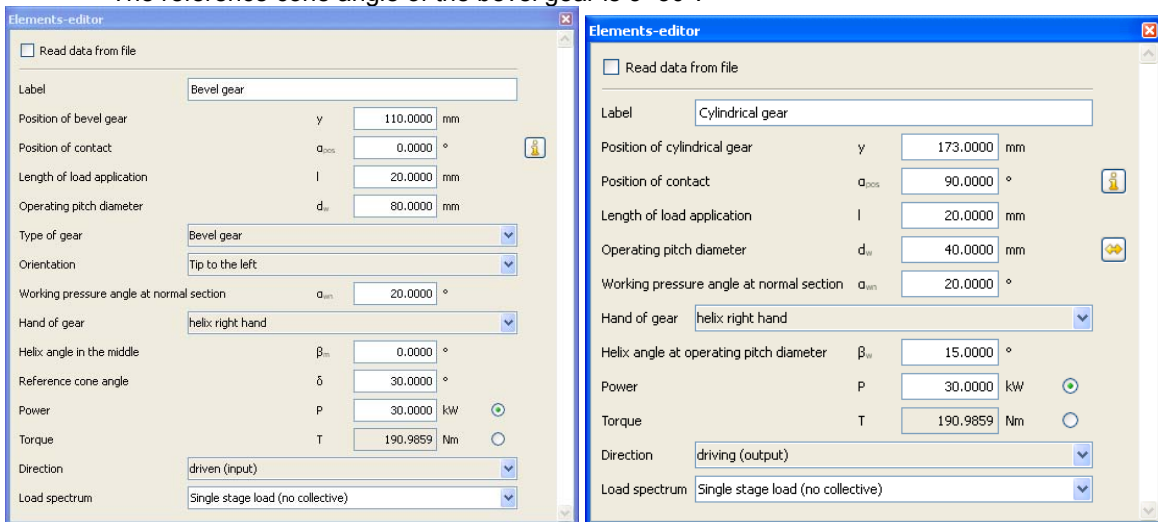 The reference cone angle of the bevel gear is
Elements-editor
Read data from file
Label Bevel gear
Position of bevel gear y 110.0000 mm
Position of contact αpos 0.0000 °
Length of load application l 20.0000 mm
Operating pitch diameter dw 80.0000 mm
Type of gear Bevel gear
Orientation Tip to the left
Working pressure angle at normal section αwn 20.0000 °
Hand of gear helix right hand
Helix angle in the middle βm 0.0000 °
Reference cone angle δ 30.0000 °
Power P 30.0000 kW
Torque T 190.9859 Nm
Direction driven (input)
Load spectrum Single stage load (no collective)
Elements-editor
Read data from file
Label Cylindrical gear
Position of cylindrical gear y 173.0000 mm
Position of contact αpos 90.0000 °
Length of load application l 20.0000 mm
Operating pitch diameter dw 40.0000 mm
Working pressure angle at normal section αwn 20.0000 °
Hand of gear helix right hand
Helix angle at operating pitch diameter βw 15.0000 °
Power P 30.0000 kW
Torque T 190.9859 Nm
Direction driving (output)
Load spectrum Single stage load (no collective)